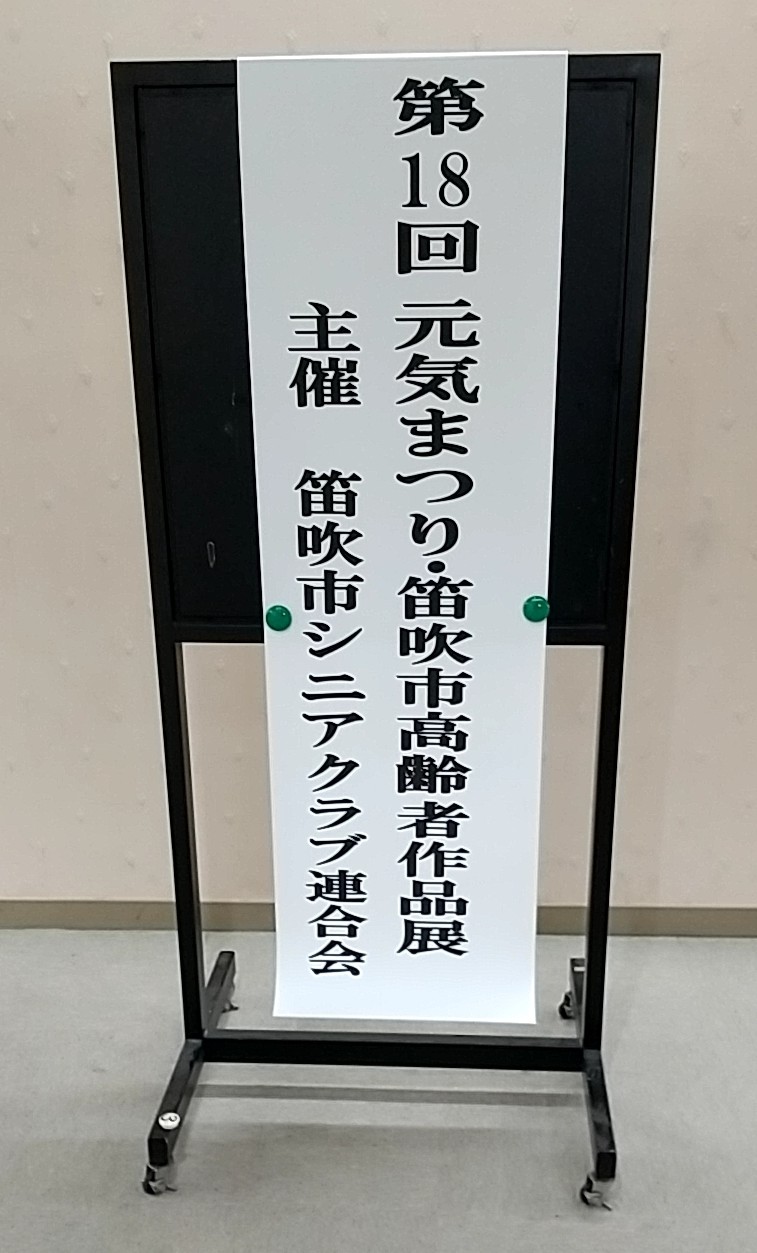 第18回 元気まつり・笛吹市高齢者作品展
主催 笛吹市シニアクラブ連合会